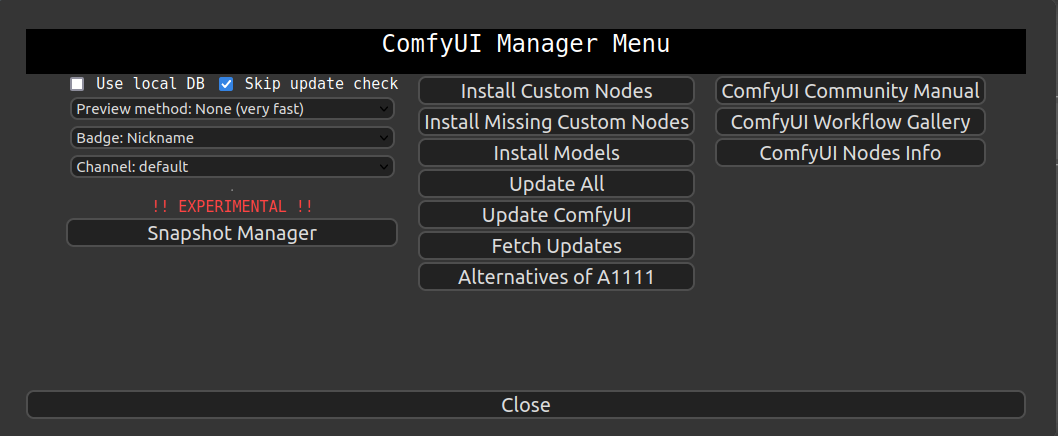 ComfyUI Manager Menu
Use local DB Skip update check
Preview method: None (very fast)
Badge: Nickname
Channel: default
!! EXPERIMENTAL !!
Snapshot Manager
Install Custom Nodes
Install Missing Custom Nodes
Install Models
Update All
Update ComfyUI
Fetch Updates
Alternatives of A1111
ComfyUI Community Manual
ComfyUI Workflow Gallery
ComfyUI Nodes Info
Close